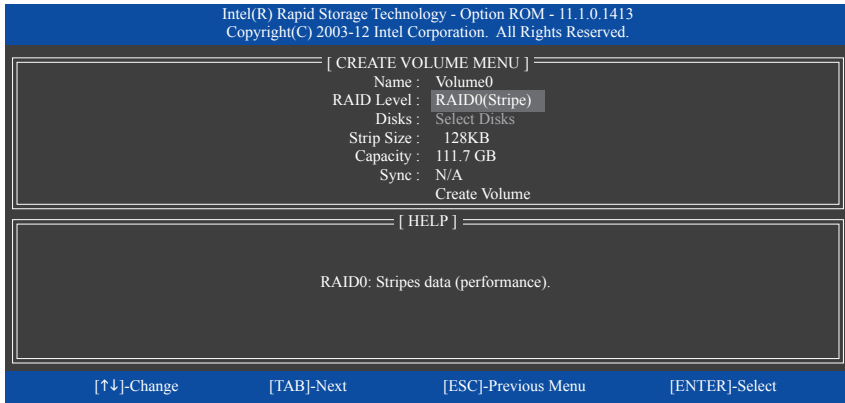 Intel(R) Rapid Storage Technology - Option ROM - 11.1.0.1413
Copyright(C) 2003-12 Intel Corporation. All Rights Reserved.
[ CREATE VOLUME MENU ]
Name : Volume0
RAID Level : RAID0(Stripe)
Disks : Select Disks
Strip Size : 128KB
Capacity : 111.7 GB
Sync : N/A
Create Volume
[ HELP ]
RAID0: Stripes data (performance).
[↑↓]-Change [TAB]-Next [ESC]-Previous Menu [ENTER]-Select